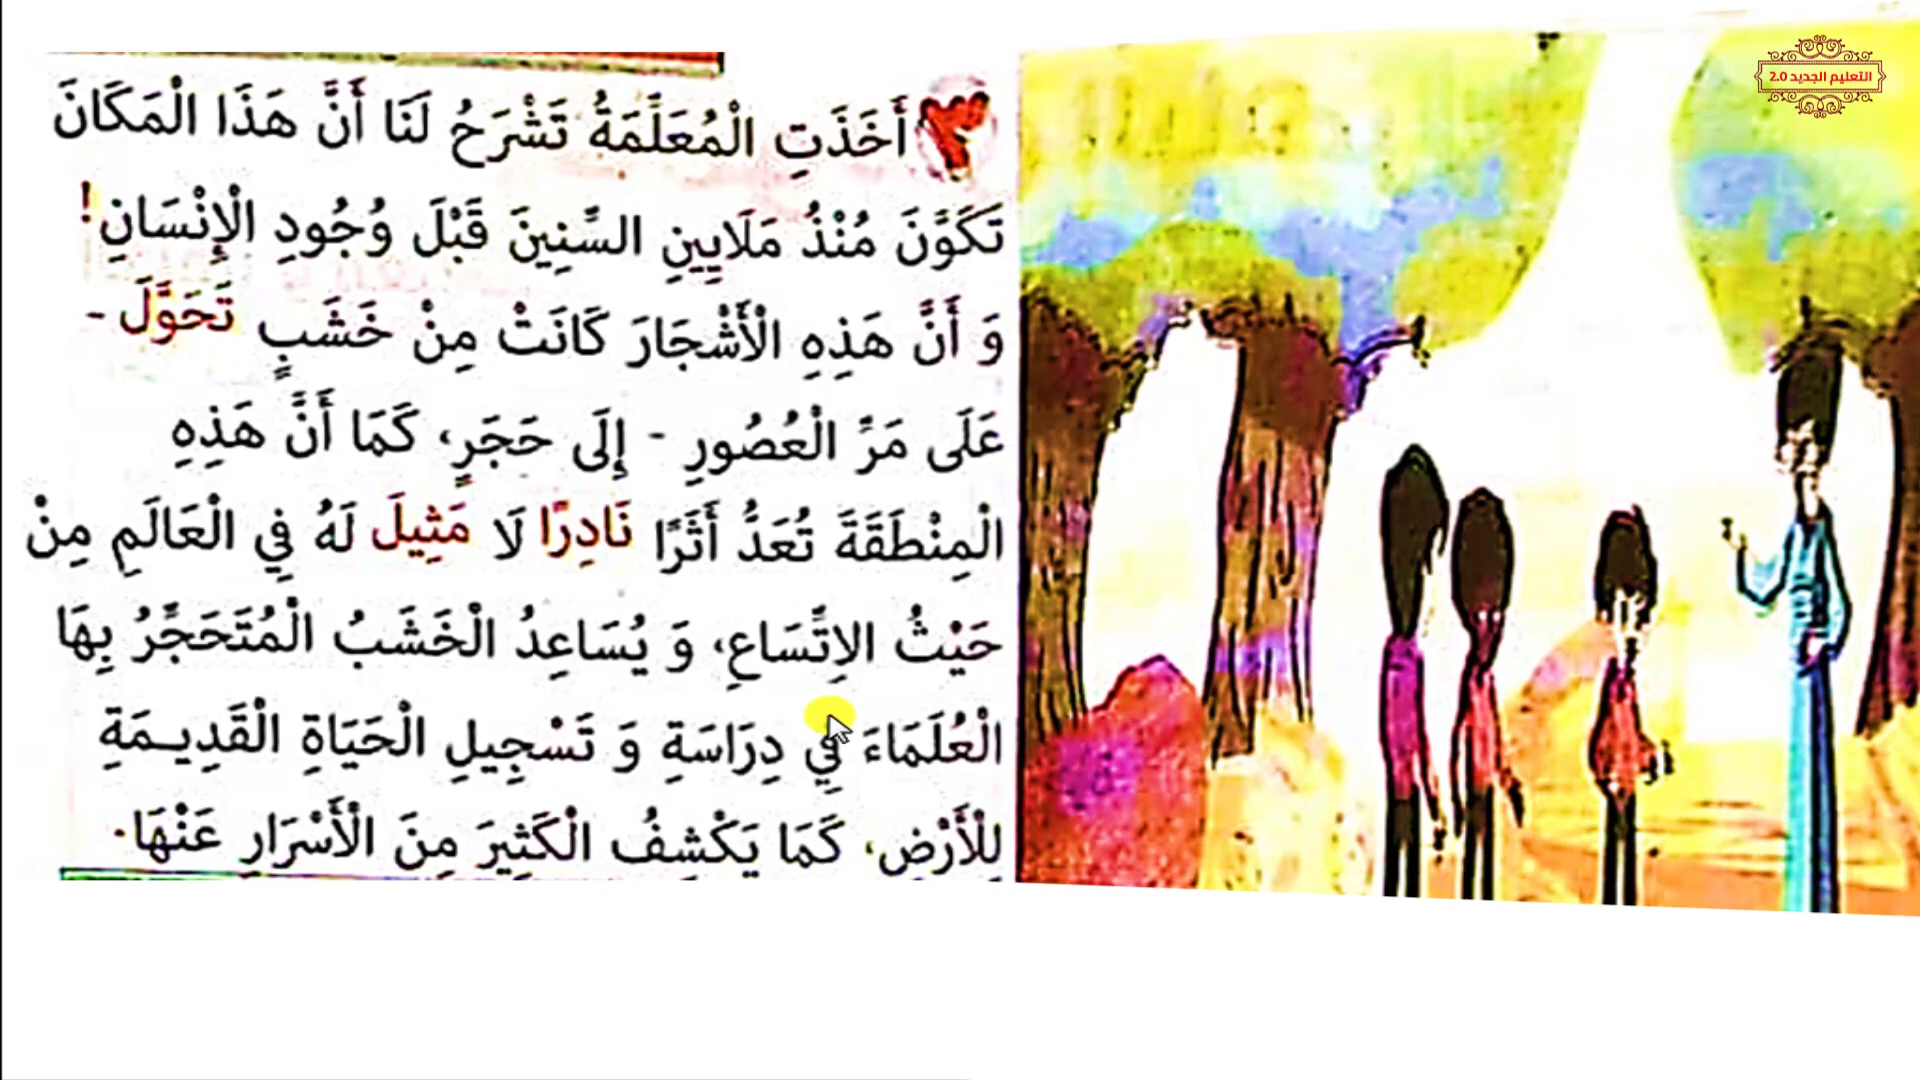 التعليم الجديد 2.0
٣ أَخَذَتِ الْمُعَلِّمَةُ تَشْرَحُ لَنَا أَنَّ هَذَا الْمَكَانَ
تَكَوَّنَ مُنْذُ مَلَايِينِ السِّنِينَ قَبْلَ وُجُودِ الْإِنْسَانِ!
وَ أَنَّ هَذِهِ الْأَشْجَارَ كَانَتْ مِنْ خَشَبٍ تَحَوَّلَ -
عَلَى مَرِّ الْعُصُورِ - إِلَى حَجَرٍ، كَمَا أَنَّ هَذِهِ
الْمِنْطَقَةَ تُعَدُّ أَثَرًا نَادِرًا لَا مَثِيلَ لَهُ فِي الْعَالَمِ مِنْ
حَيْثُ الِاتِّسَاعِ، وَ يُسَاعِدُ الْخَشَبُ الْمُتَحَجِّرُ بِهَا
الْعُلَمَاءَ فِي دِرَاسَةِ وَ تَسْجِيلِ الْحَيَاةِ الْقَدِيـمَةِ
لِلْأَرْضِ، كَمَا يَكْشِفُ الْكَثِيرَ مِنَ الْأَسْرَارِ عَنْهَا.